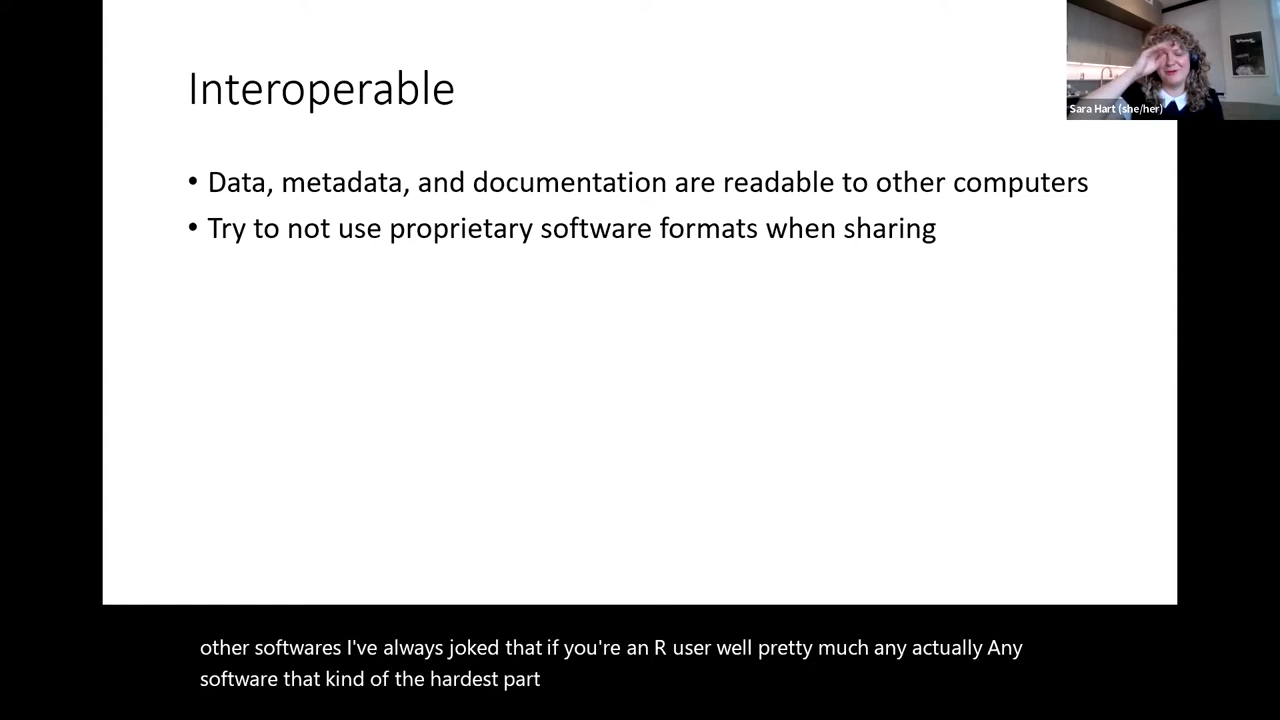 Interoperable
Sara Hart (she/her)
• Data, metadata, and documentation are readable to other computers
• Try to not use proprietary software formats when sharing
other softwares I've always joked that if you're an R user well pretty much any actually Any
software that kind of the hardest part